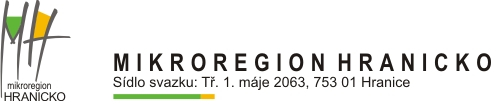 mikroregion
HRANICKO
MIKROREGION HRANICKO
Sídlo svazku: Tř. 1. máje 2063, 753 01 Hranice